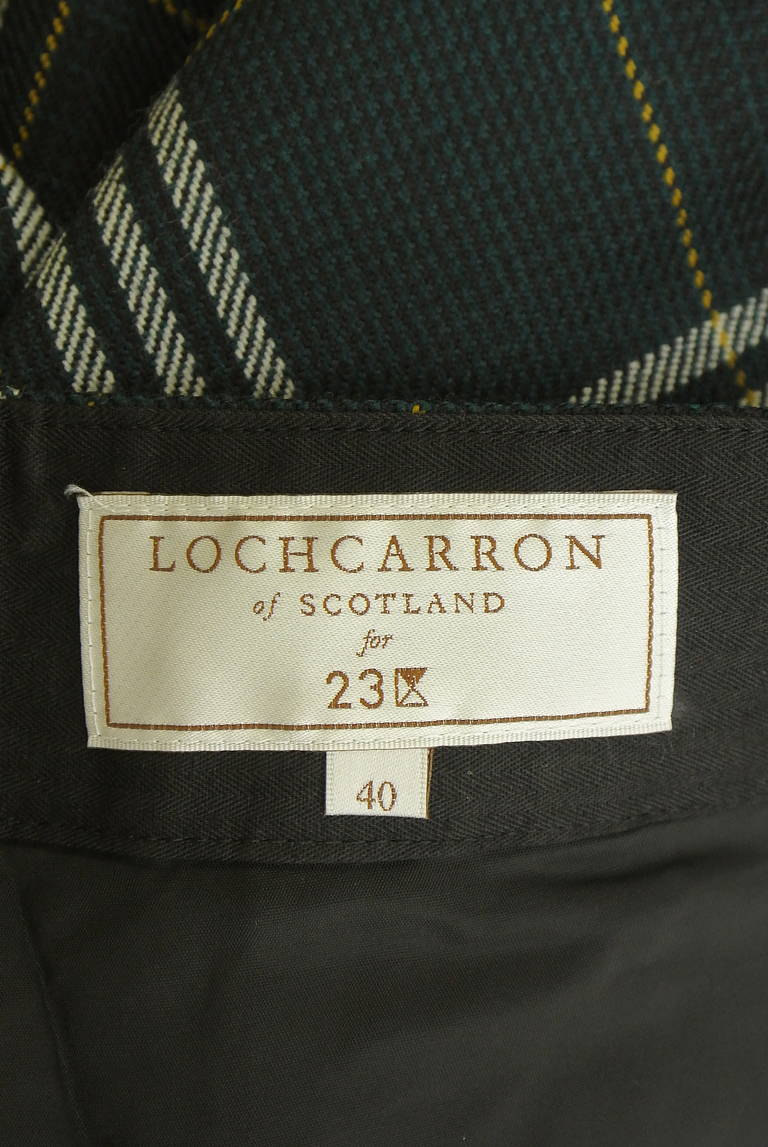 LOCHCARRON
of SCOTLAND
for
23区
40